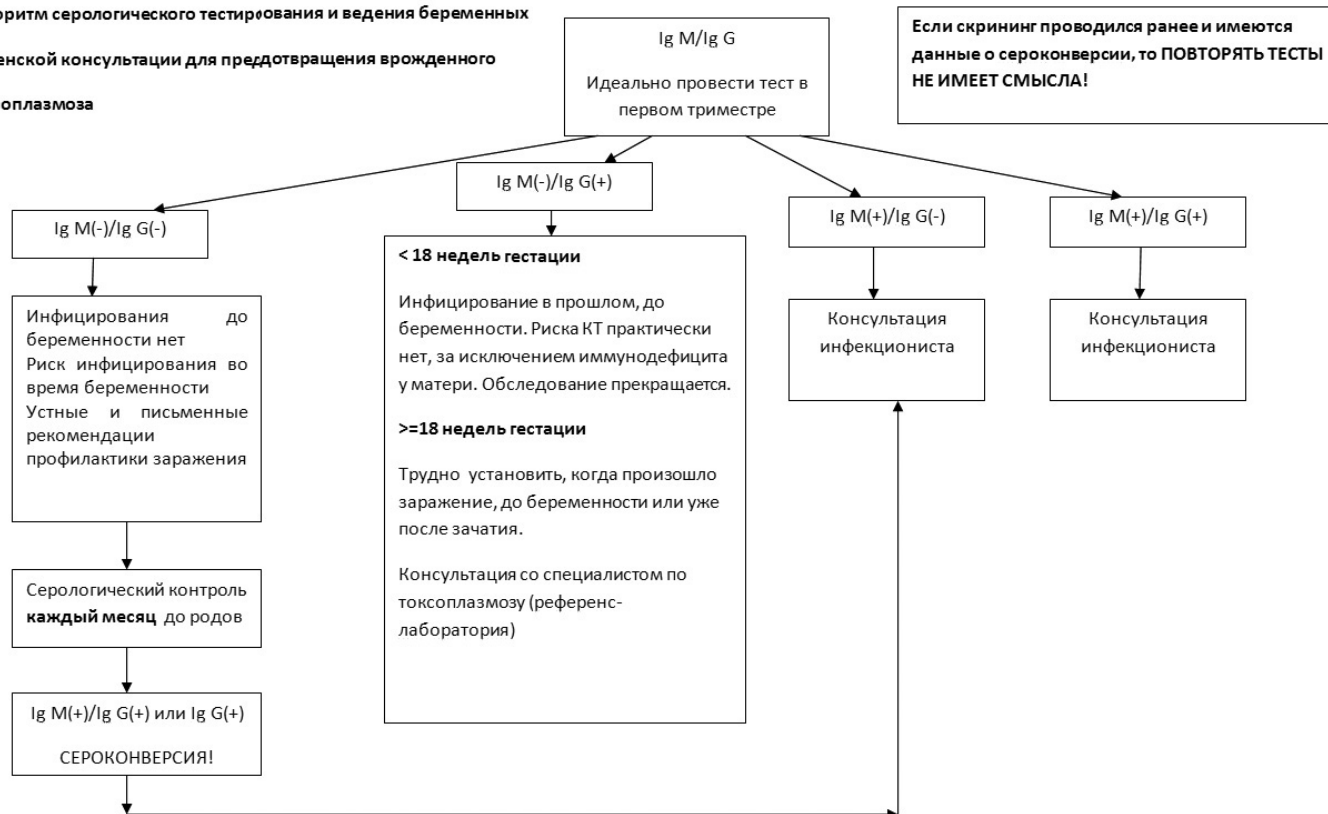 оритм серологического тестирования и ведения беременных
енской консультации для преддотвращения врожденного
оплазмоза
Ig M/Ig G
Идеально провести тест в
первом триместре
Если скрининг проводился ранее и имеются
данные о сероконверсии, то ПОВТОРЯТЬ ТЕСТЫ
НЕ ИМЕЕТ СМЫСЛА!
Ig M(-)/Ig G(-)
Ig M(-)/Ig G(+)
Ig M(+)/Ig G(-)
Ig M(+)/Ig G(+)
Инфицирования до
беременности нет
Риск инфицирования во
время беременности
Устные и письменные
рекомендации
профилактики заражения
Серологический контроль
каждый месяц до родов
Ig M(+)/Ig G(+) или Ig G(+)
СЕРОКОНВЕРСИЯ!
< 18 недель гестации
Инфицирование в прошлом, до
беременности. Риска КТ практически
нет, за исключением иммунодефицита
у матери. Обследование прекращается.
>=18 недель гестации
Трудно установить, когда произошло
заражение, до беременности или уже
после зачатия.
Консультация со специалистом по
токсоплазмозу (референс-
лаборатория)
Консультация
инфекциониста
Консультация
инфекциониста